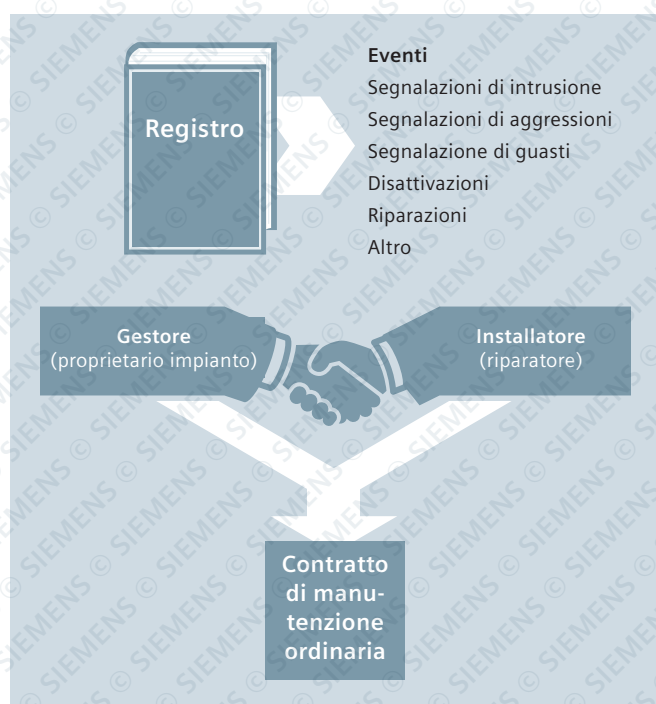 Registro
Eventi
Segnalazioni di intrusione
Segnalazioni di aggressioni
Segnalazione di guasti
Disattivazioni
Riparazioni
Altro
Gestore
(proprietario impianto)
Installatore
(riparatore)
Contratto
di manu-
tenzione
ordinaria
© SIEMENS